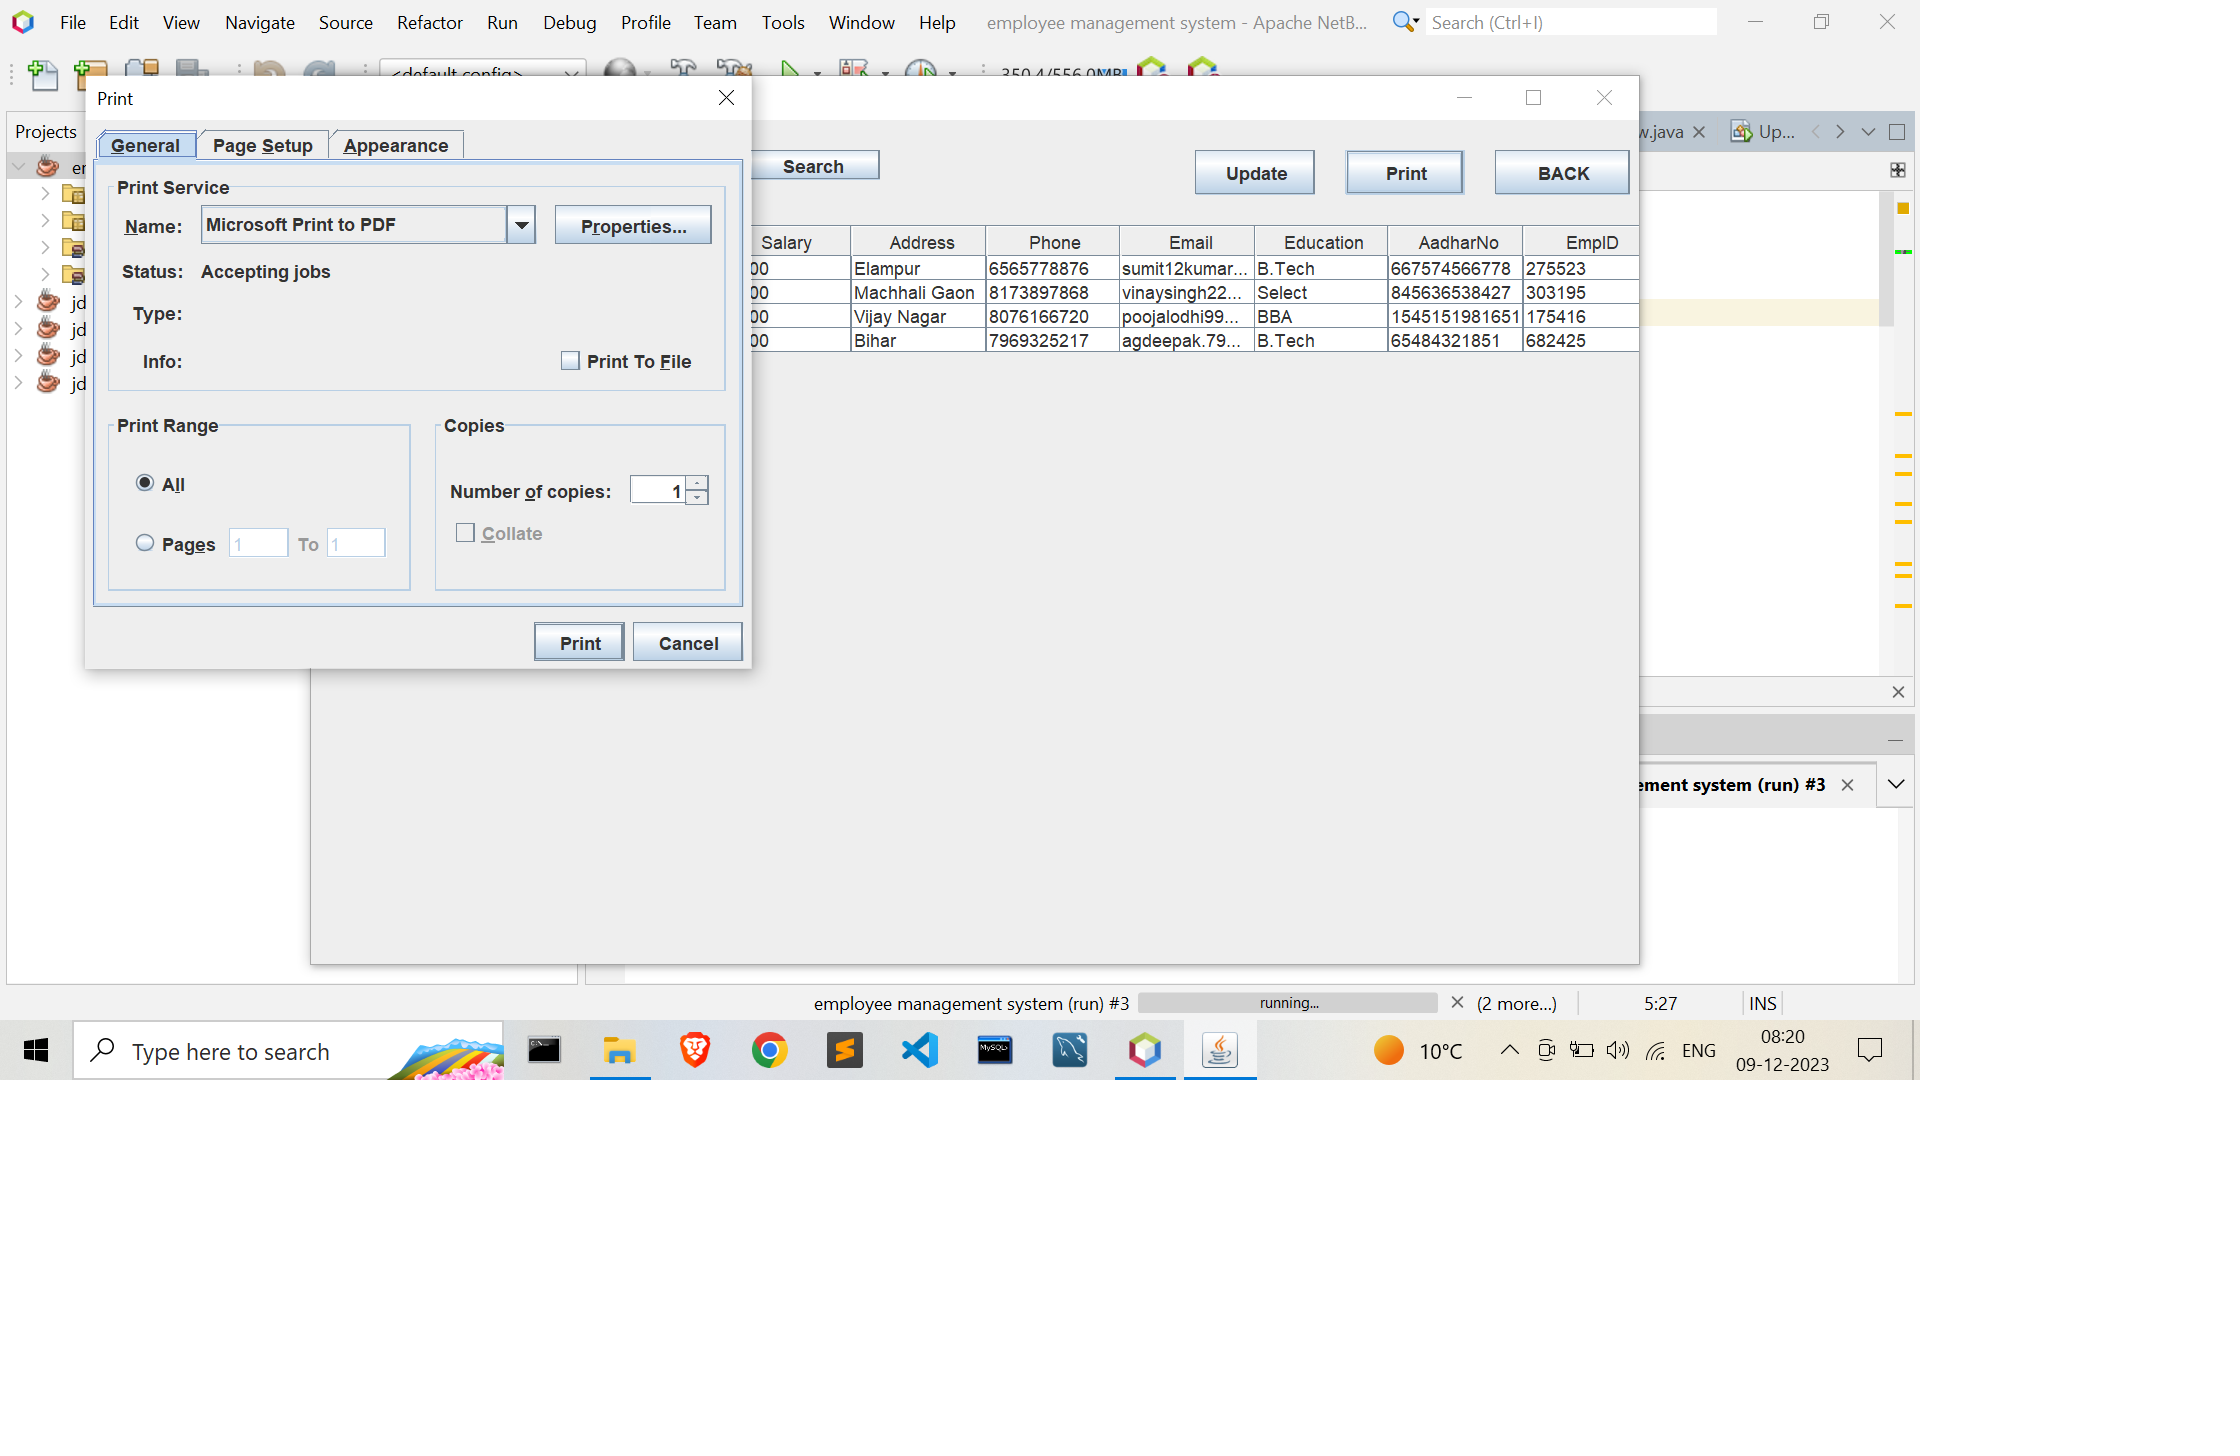 File Edit View Navigate Source Refactor Run Debug Profile Team Tools Window Help employee management system - Apache NetB... Search (Ctrl+I)
<default config> 350.4/556.0MB
Print
Projects
General Page Setup Appearance
w.java Up...
Search Update Print BACK
Print Service
Name: Microsoft Print to PDF Properties...
Status: Accepting jobs
Type:
Info: Print To File
Salary Address Phone Email Education AadharNo EmpID
00 Elampur 6565778876 sumit12kumar... B.Tech 667574566778 275523
00 Machhali Gaon 8173897868 vinaysingh22... Select 845636538427 303195
00 Vijay Nagar 8076166720 poojalodhi99... BBA 1545151981651 175416
00 Bihar 7969325217 agdeepak.79... B.Tech 65484321851 682425
er
jd
jd
jd
jd
Print Range
All
Pages 1 To 1
Copies
Number of copies: 1
Collate
Print Cancel
ement system (run) #3
employee management system (run) #3 running... (2 more...) 5:27 INS
Type here to search
MySQL
10°C ENG 08:20
09-12-2023